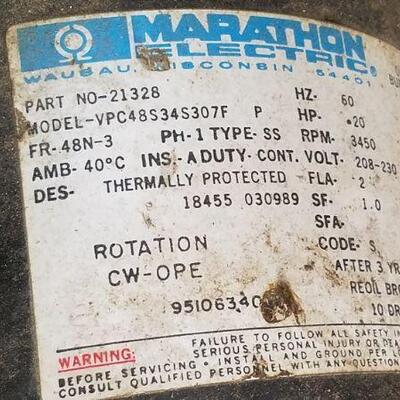 MARATHON
ELECTRIC
WAUSAU, WISCONSIN 54401
PART NO-21328 HZ- 60
MODEL-VPC48S34S307F P HP- .20
FR-48N-3 PH-1 TYPE-SS RPM- 3450
AMB-40°C INS-A DUTY-CONT. VOLT- 208-230
DES- THERMALLY PROTECTED FLA- 2
18455 030989 SF- 1.0
SFA-
ROTATION CODE- S
CW-OPE AFTER 3 YR
REOIL
9510634 10 DR
WARNING: FAILURE TO FOLLOW ALL SAFETY IN
SERIOUS PERSONAL INJURY OR DEA
BEFORE SERVICING • INSTALL AND GROUND PER LO
CONSULT QUALIFIED PERSONNEL WITH ANY QUESTION